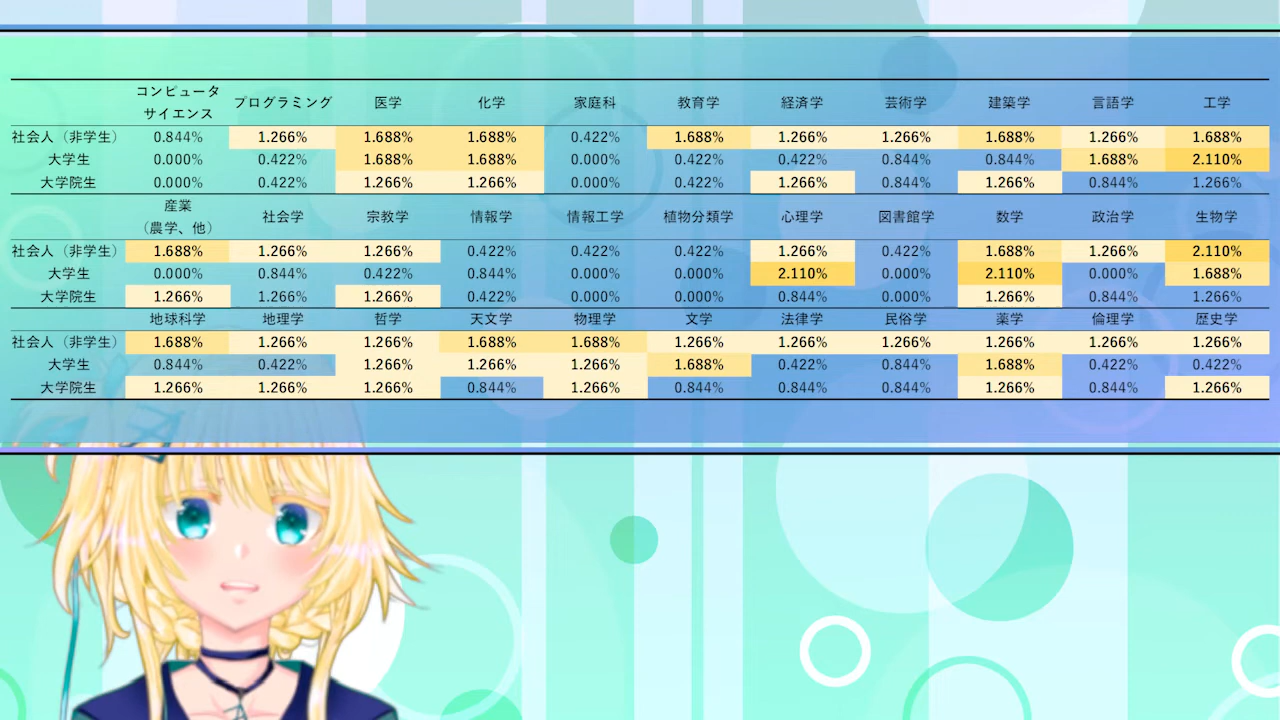 コンピュータ
サイエンス プログラミング 医学 化学 家庭科 教育学 経済学 芸術学 建築学 言語学 工学
社会人（非学生） 0.844% 1.266% 1.688% 1.688% 0.422% 1.688% 1.266% 1.266% 1.688% 1.266% 1.688%
大学生 0.000% 0.422% 1.688% 1.688% 0.000% 0.422% 0.422% 0.844% 0.844% 1.688% 2.110%
大学院生 0.000% 0.422% 1.266% 1.266% 0.000% 0.422% 1.266% 0.844% 1.266% 0.844% 1.266%
産業
（農学、他） 社会学 宗教学 情報学 情報工学 植物分類学 心理学 図書館学 数学 政治学 生物学
社会人（非学生） 1.688% 1.266% 1.266% 0.422% 0.422% 0.422% 1.266% 0.422% 1.688% 1.266% 2.110%
大学生 0.000% 0.844% 0.422% 0.844% 0.000% 0.000% 2.110% 0.000% 2.110% 0.000% 1.688%
大学院生 1.266% 1.266% 1.266% 0.422% 0.000% 0.000% 0.844% 0.000% 1.266% 0.844% 1.266%
地球科学 地理学 哲学 天文学 物理学 文学 法律学 民俗学 薬学 倫理学 歴史学
社会人（非学生） 1.688% 1.266% 1.266% 1.688% 1.688% 1.266% 1.266% 1.266% 1.266% 1.266% 1.266%
大学生 0.844% 0.422% 1.266% 1.266% 1.266% 1.688% 0.422% 0.844% 1.688% 0.422% 0.422%
大学院生 1.266% 1.266% 1.266% 0.844% 1.266% 0.844% 0.844% 0.844% 1.266% 0.844% 1.266%